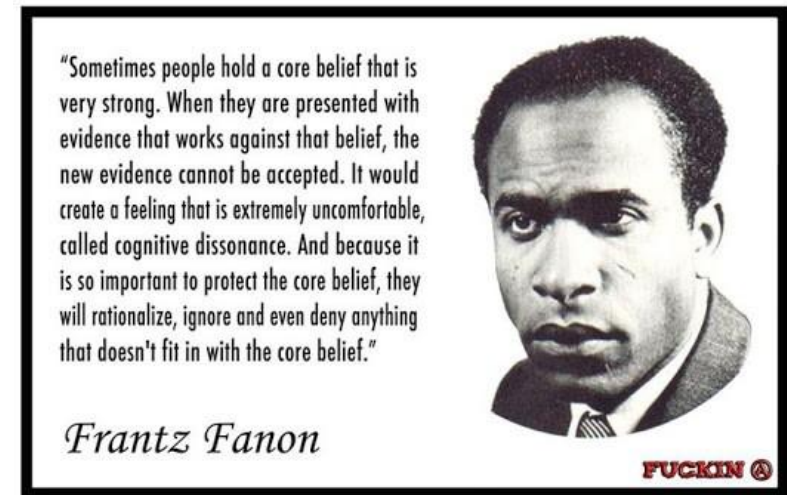 “Sometimes people hold a core belief that is
very strong. When they are presented with
evidence that works against that belief, the
new evidence cannot be accepted. It would
create a feeling that is extremely uncomfortable,
called cognitive dissonance. And because it
is so important to protect the core belief, they
will rationalize, ignore and even deny anything
that doesn't fit in with the core belief.”
Frantz Fanon
FUCKIN Ⓐ